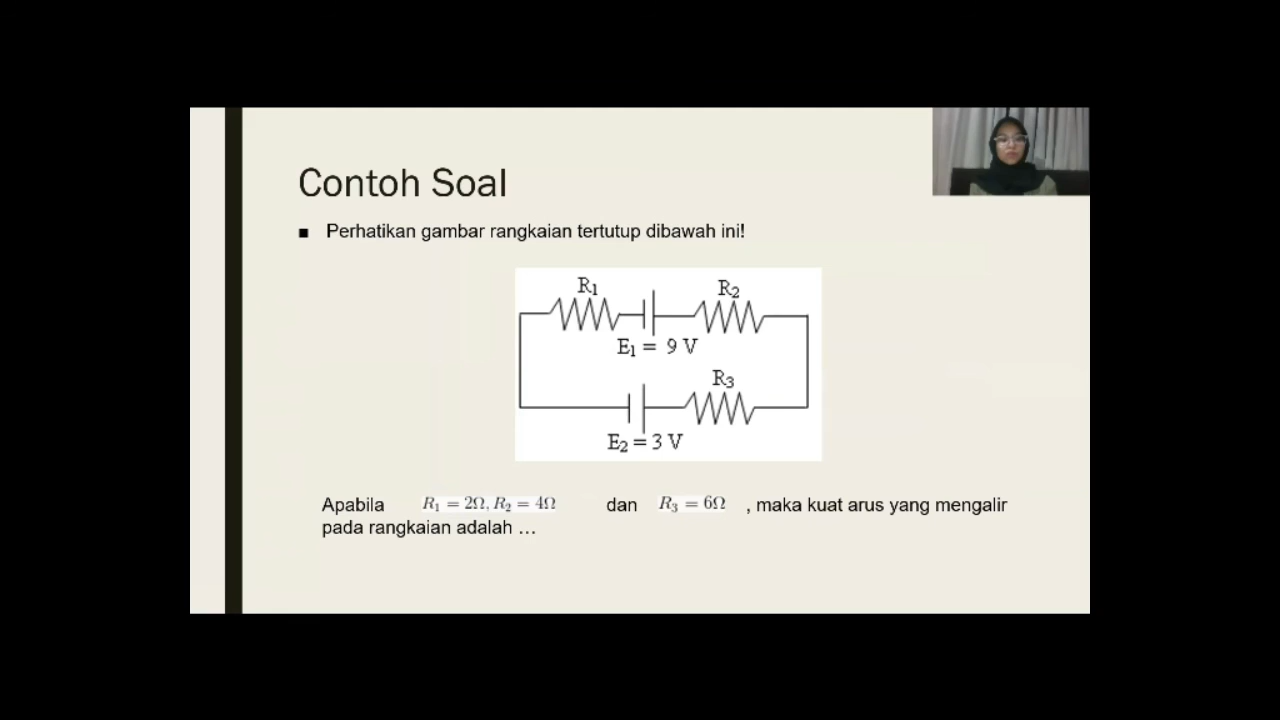 Contoh Soal
■ Perhatikan gambar rangkaian tertutup dibawah ini!
R₁ R₂
E₁ = 9 V
R₃
E₂ = 3 V
Apabila R₁ = 2Ω, R₂ = 4Ω dan R₃ = 6Ω , maka kuat arus yang mengalir
pada rangkaian adalah …